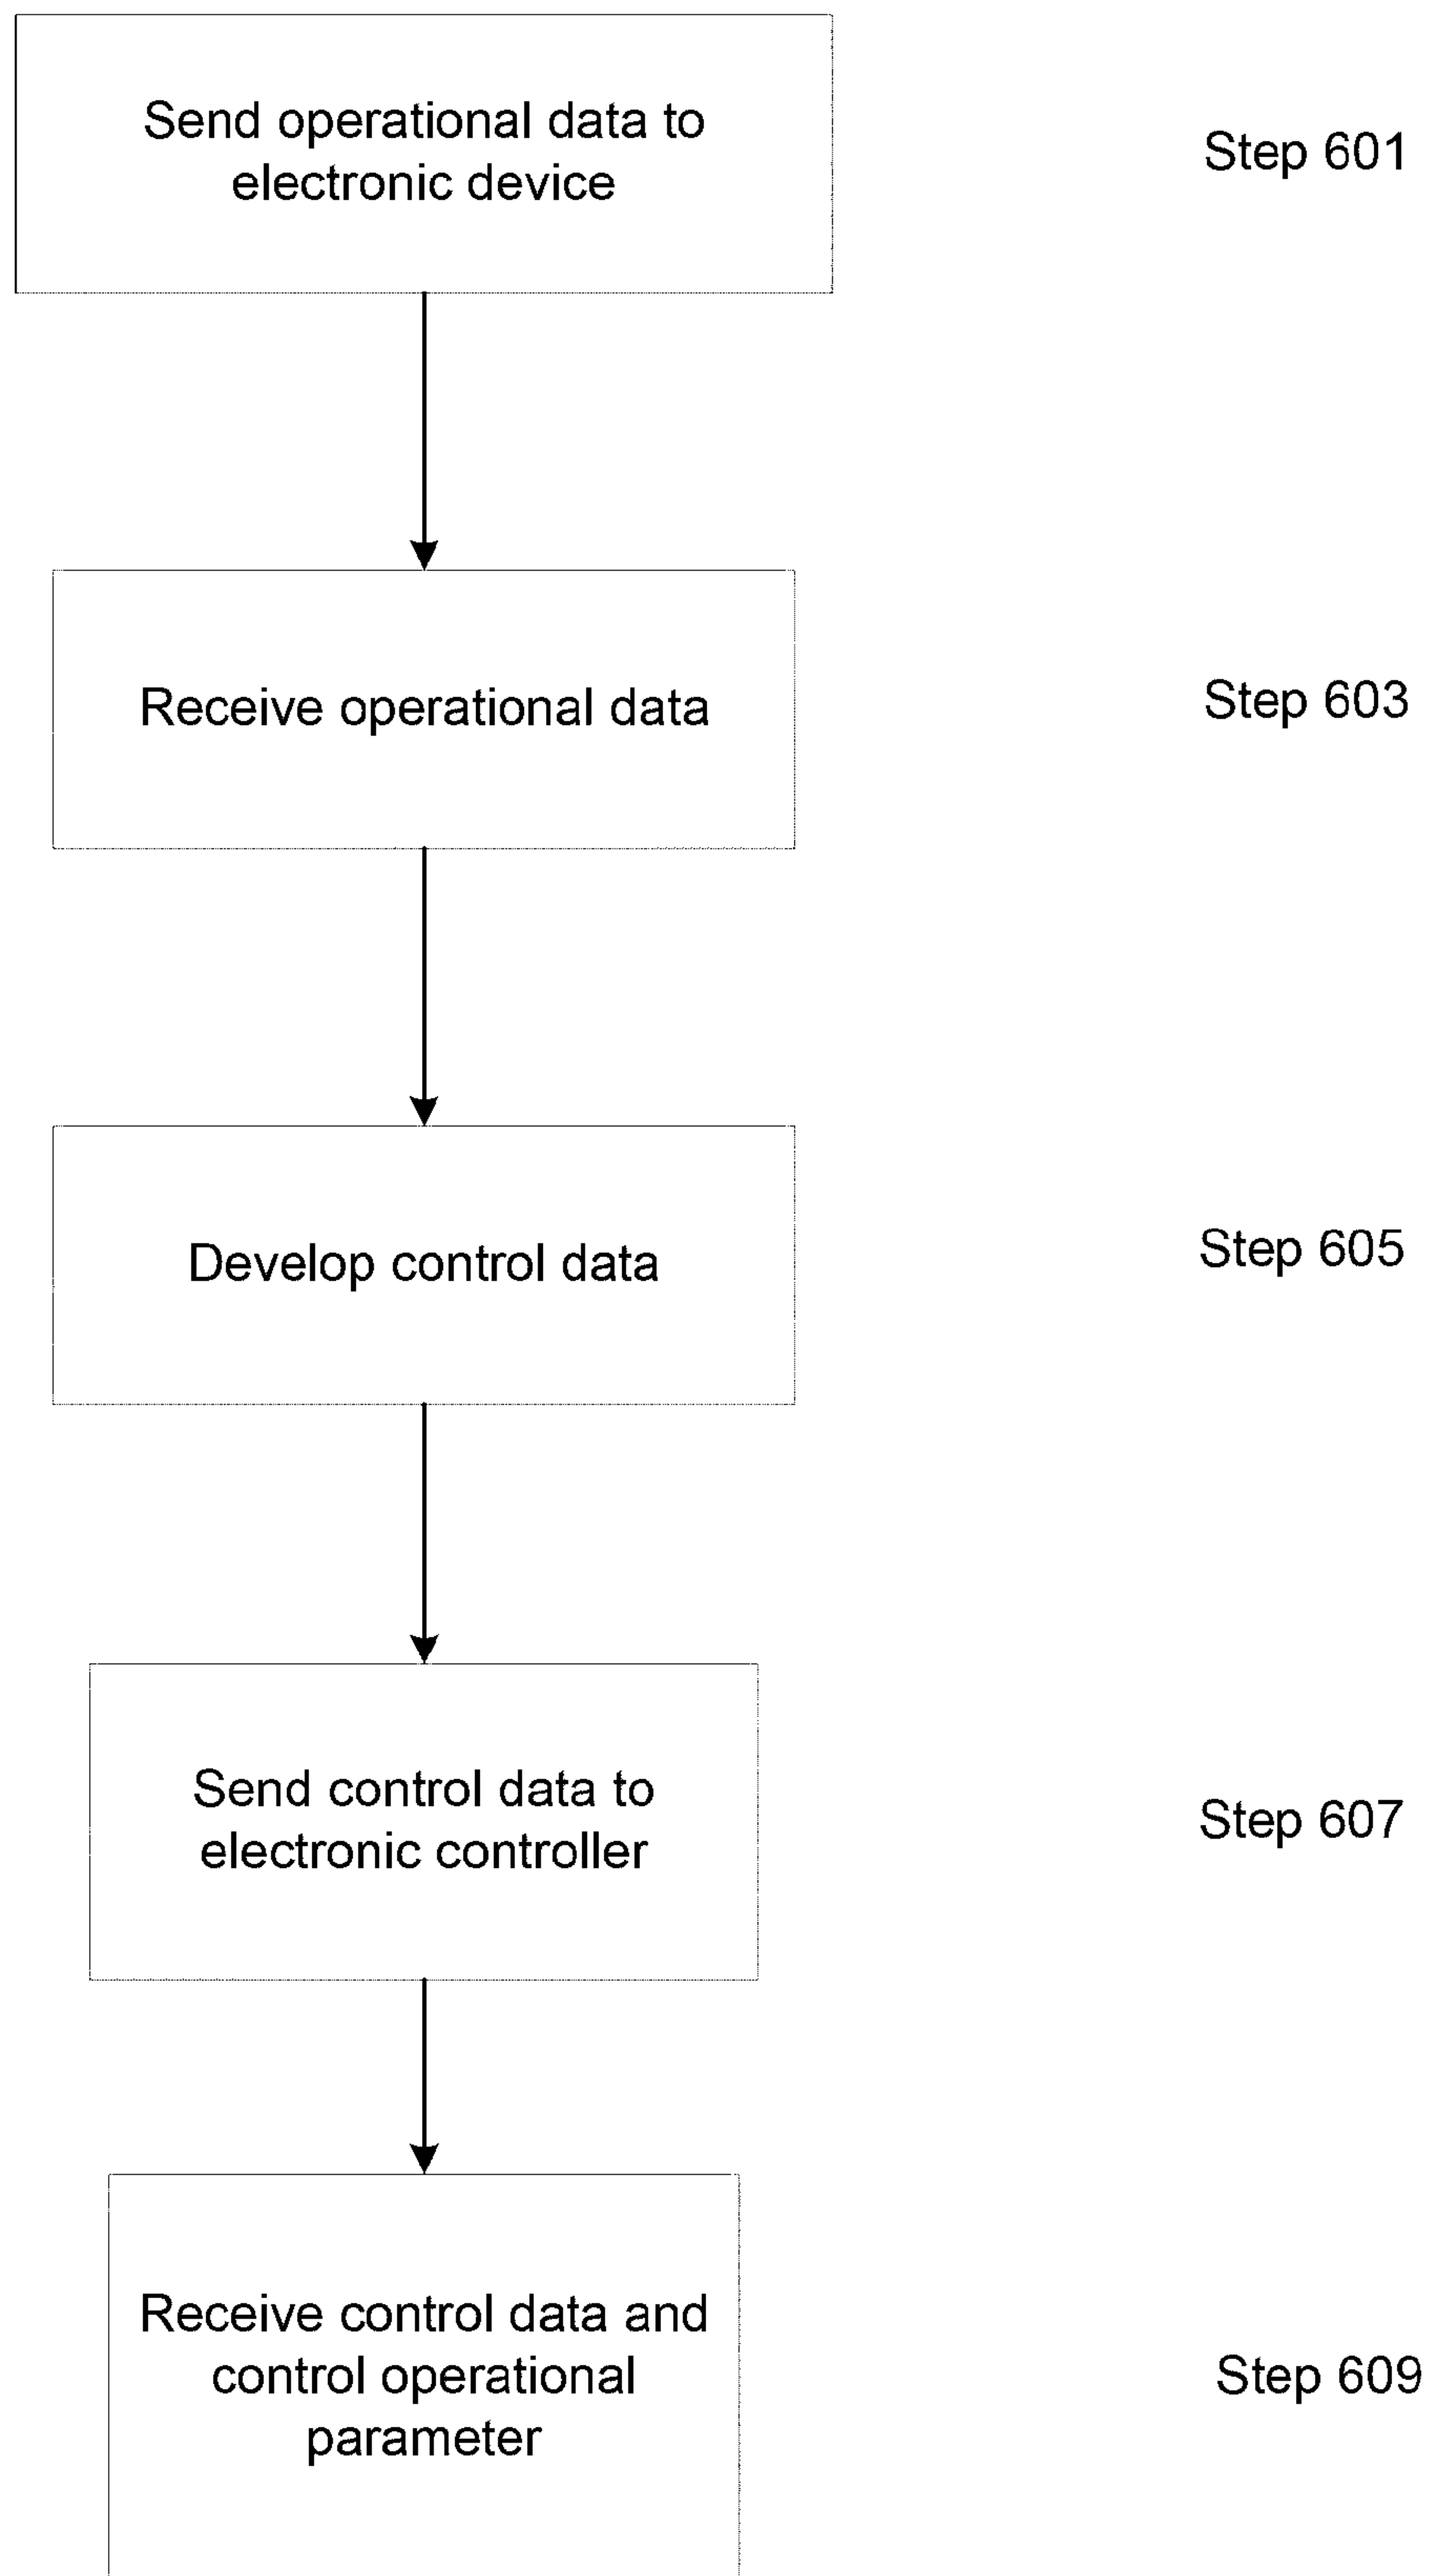 Send operational data to
electronic device
Step 601
Receive operational data
Step 603
Develop control data
Step 605
Send control data to
electronic controller
Step 607
Receive control data and
control operational
parameter
Step 609